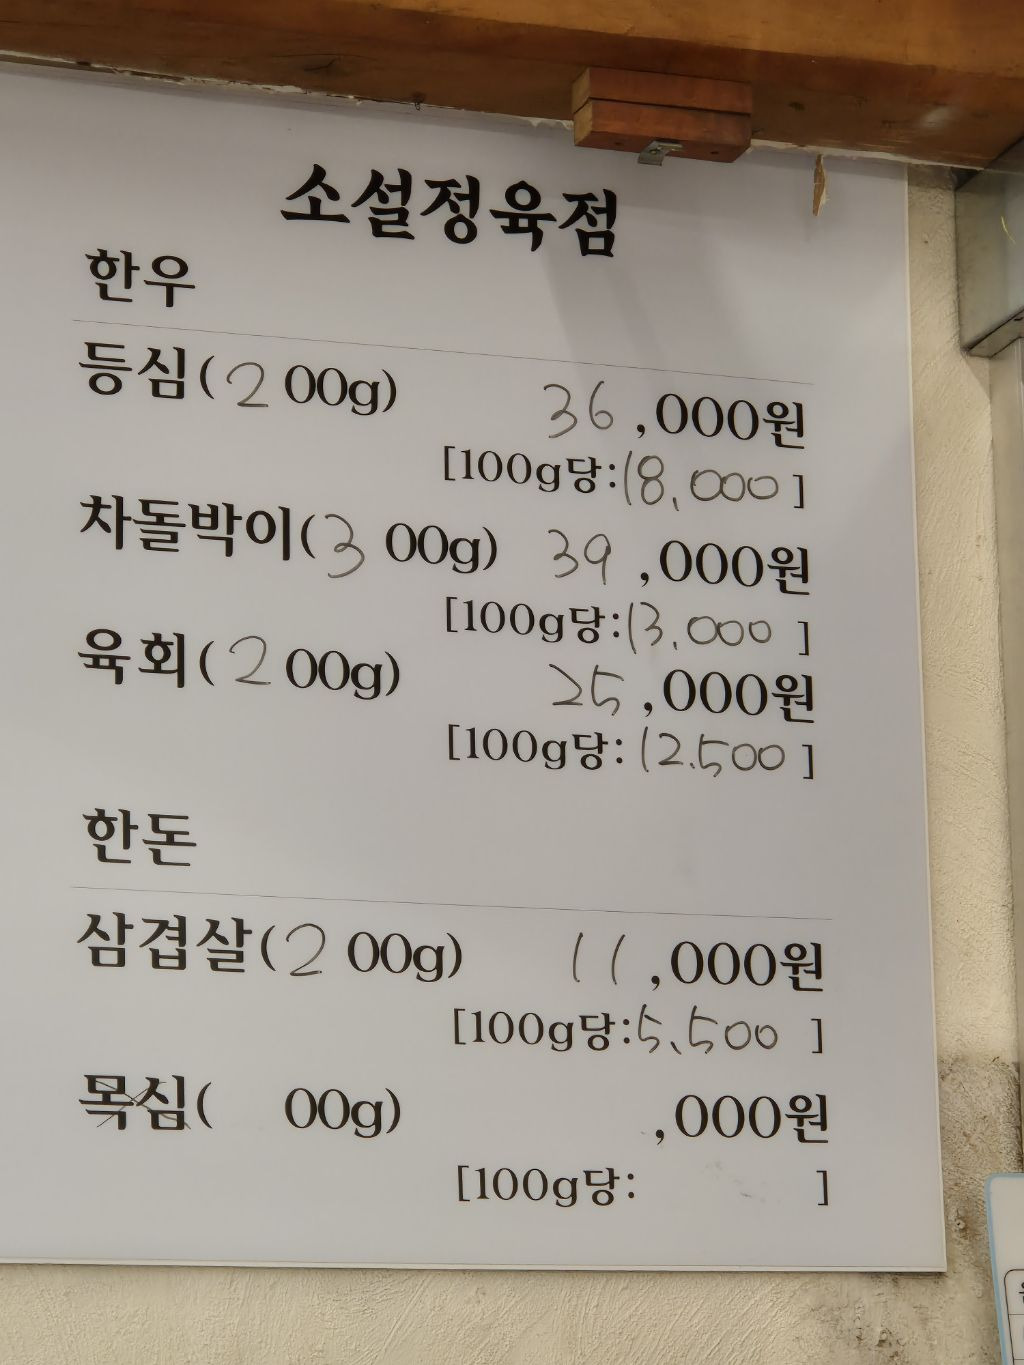 소설정육점
한우
등심(200g) 36,000원
[100g당:18,000]
차돌박이(300g) 39,000원
[100g당:13,000]
육회(200g) 25,000원
[100g당: 12.500]
한돈
삼겹살(200g) 11,000원
[100g당:5,500]
목심( 00g) ,000원
[100g당: ]